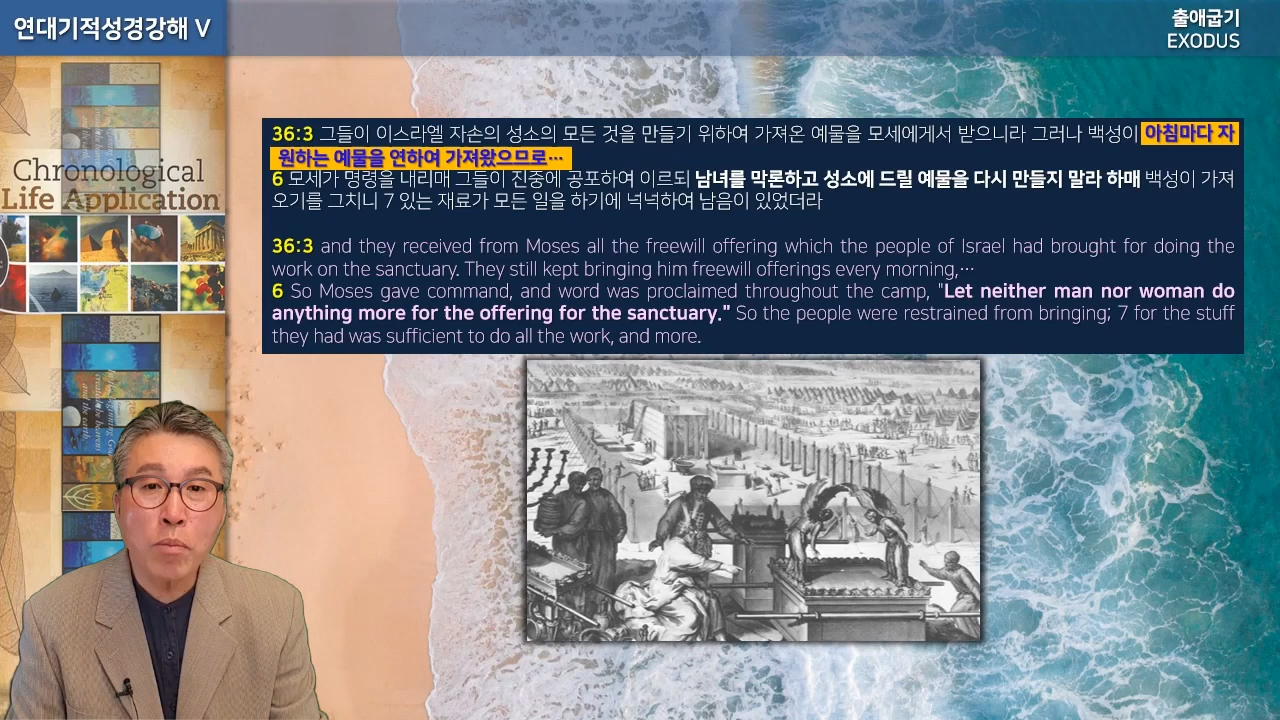 연대기적성경강해 V
출애굽기
EXODUS
Chronological
Life Application
36:3 그들이 이스라엘 자손의 성소의 모든 것을 만들기 위하여 가져온 예물을 모세에게서 받으니라 그러나 백성이 아침마다 자
원하는 예물을 연하여 가져왔으므로…
6 모세가 명령을 내리매 그들이 진중에 공포하여 이르되 남녀를 막론하고 성소에 드릴 예물을 다시 만들지 말라 하매 백성이 가져
오기를 그치니 7 있는 재료가 모든 일을 하기에 넉넉하여 남음이 있었더라
36:3 and they received from Moses all the freewill offering which the people of Israel had brought for doing the
work on the sanctuary. They still kept bringing him freewill offerings every morning,…
6 So Moses gave command, and word was proclaimed throughout the camp, "Let neither man nor woman do
anything more for the offering for the sanctuary." So the people were restrained from bringing; 7 for the stuff
they had was sufficient to do all the work, and more.